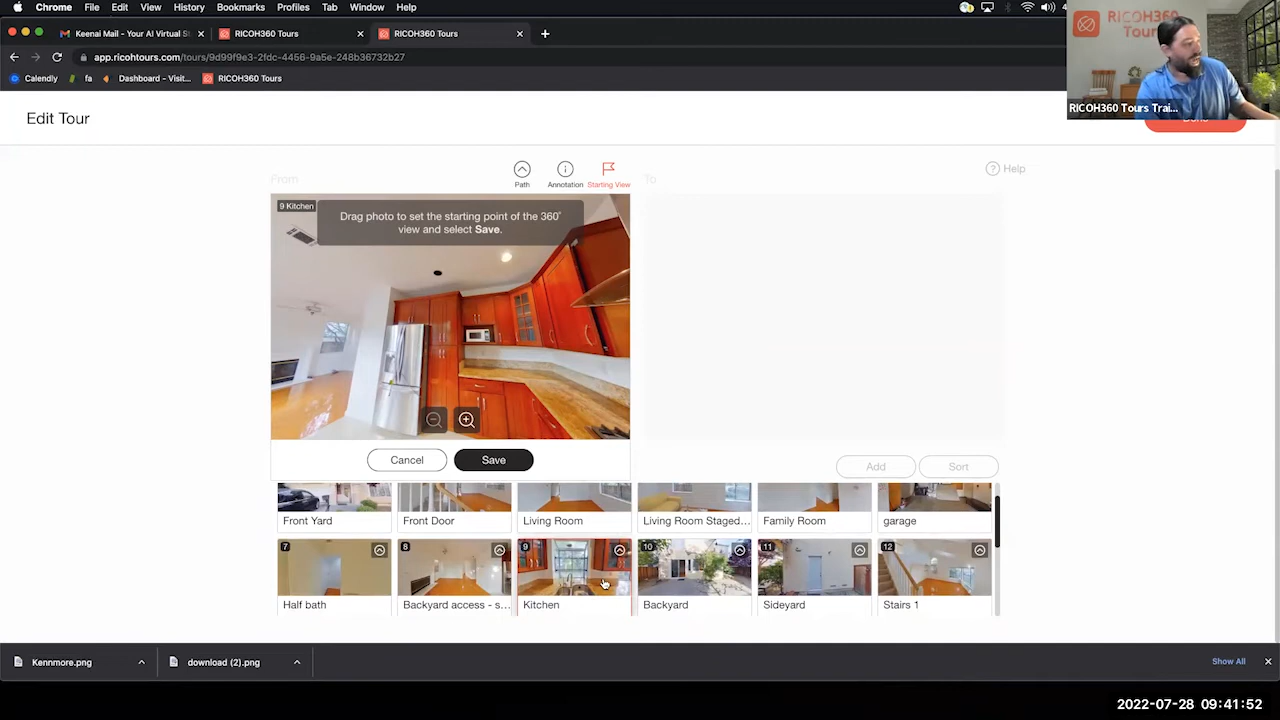 Chrome File Edit View History Bookmarks Profiles Tab Window Help
Keenai Mail - Your AI Virtual St
RICOH360 Tours
RICOH360 Tours
app.ricohtours.com/tours/9d99f9e3-2fdc-4456-9a5e-248b36732b27
Calendly fa Dashboard - Visit... RICOH360 Tours
RICOH360
Tours
RICOH360 Tours Trai...
Edit Tour
From
Path
Annotation
Starting View
To
Help
9 Kitchen
Drag photo to set the starting point of the 360°
view and select Save.
Cancel
Save
Add
Sort
Front Yard
Front Door
Living Room
Living Room Staged...
Family Room
garage
7
8
9
10
11
12
Half bath
Backyard access - s...
Kitchen
Backyard
Sideyard
Stairs 1
Kennmore.png
download (2).png
Show All
2022-07-28 09:41:52